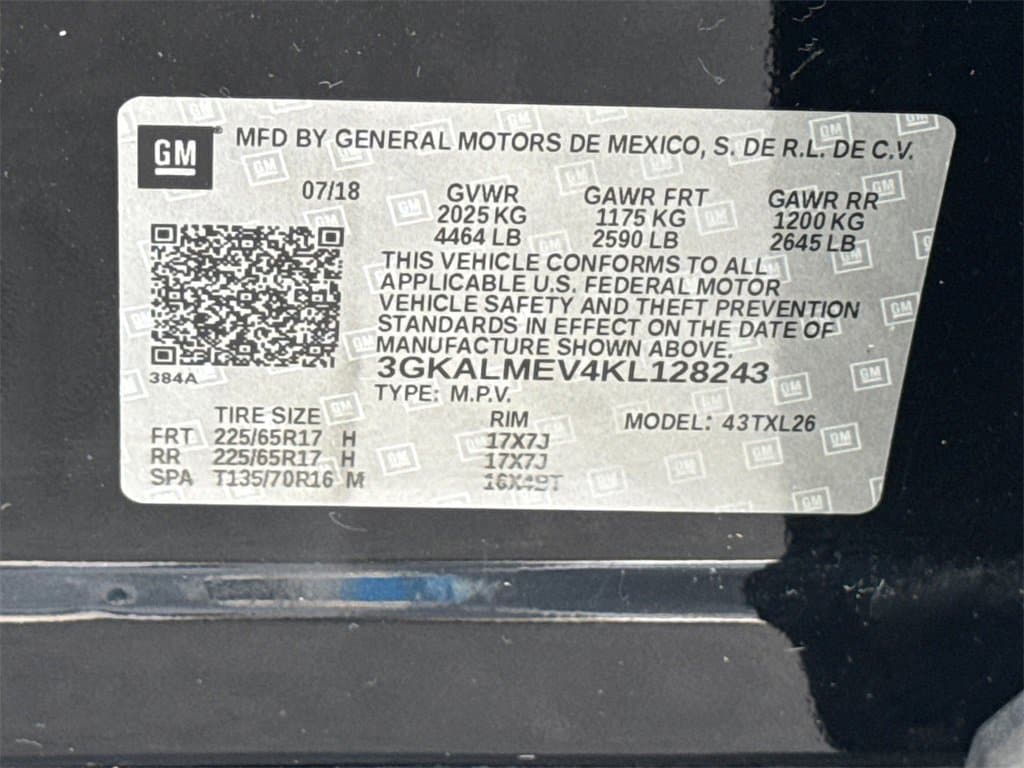 GM MFD BY GENERAL MOTORS DE MEXICO, S. DE R.L. DE C.V.
07/18 GVWR GAWR FRT GAWR RR
2025 KG 1175 KG 1200 KG
4464 LB 2590 LB 2645 LB
THIS VEHICLE CONFORMS TO ALL
APPLICABLE U.S. FEDERAL MOTOR
VEHICLE SAFETY AND THEFT PREVENTION
STANDARDS IN EFFECT ON THE DATE OF
MANUFACTURE SHOWN ABOVE.
3GKALMEV4KL128243
384A
TYPE: M.P.V.
TIRE SIZE RIM MODEL: 43TXL26
FRT 225/65R17 H 17X7J
RR 225/65R17 H 17X7J
SPA T135/70R16 M 16X4BT